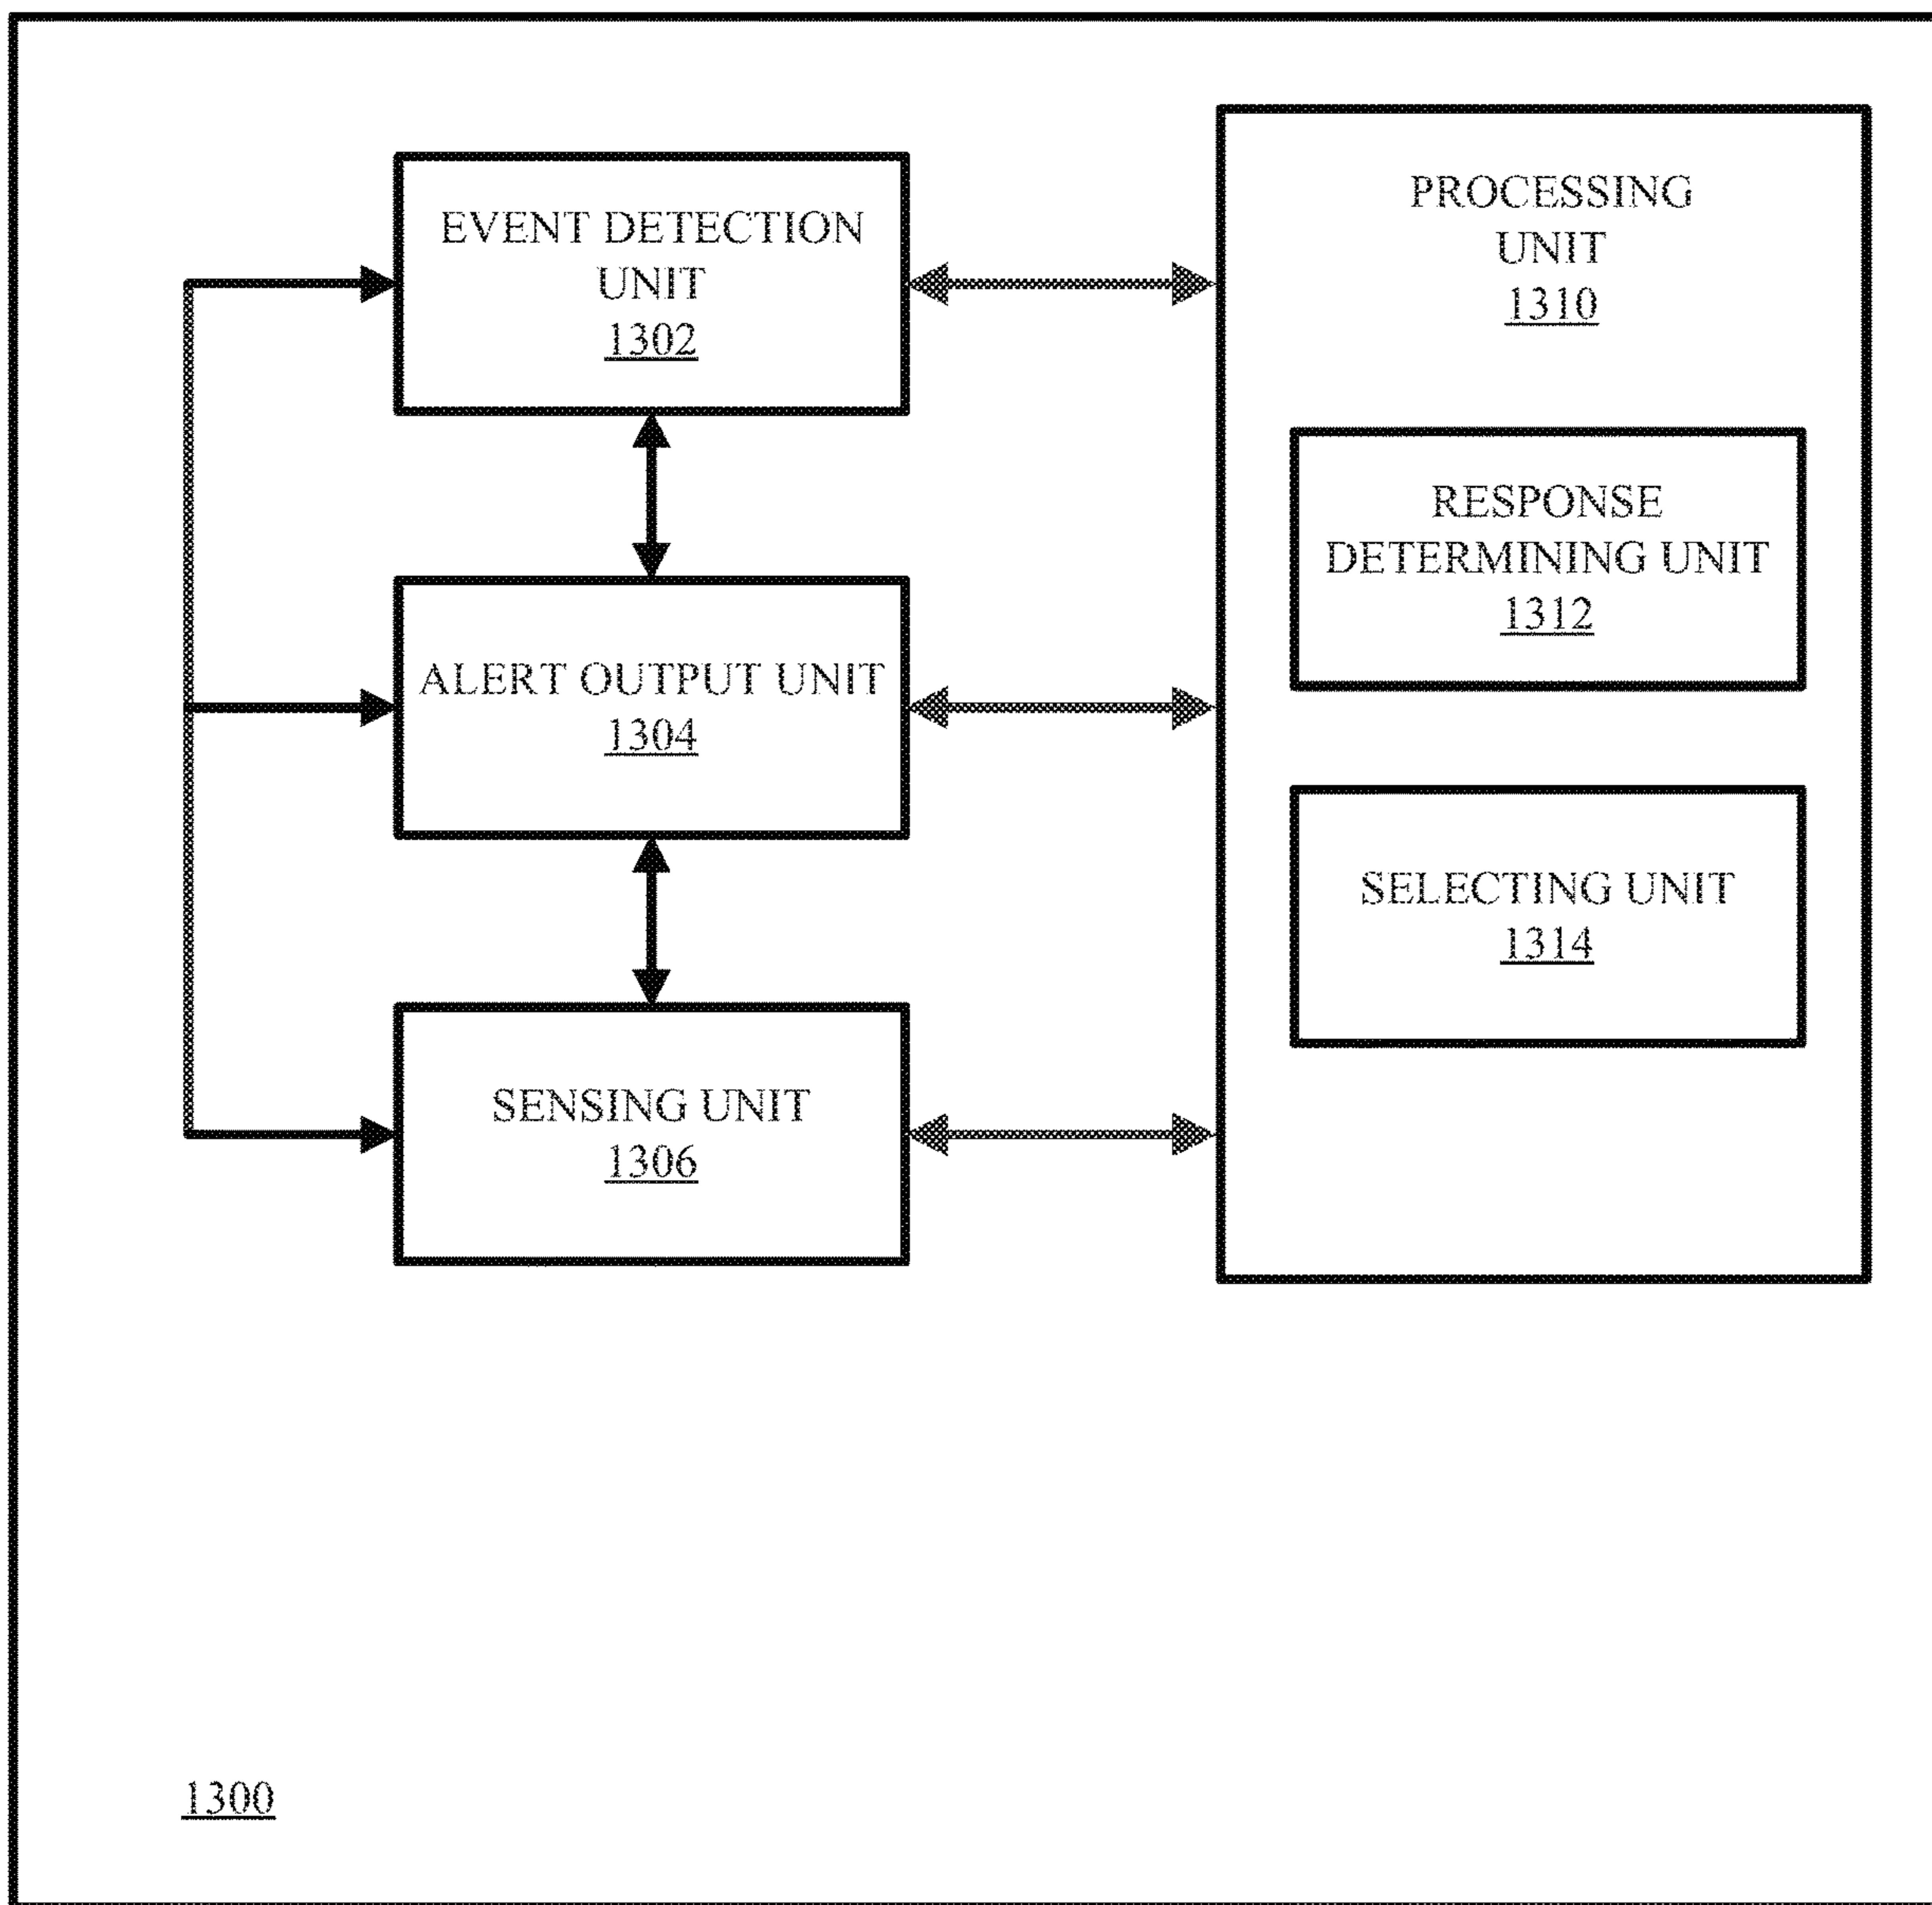 EVENT DETECTION
UNIT
1302
ALERT OUTPUT UNIT
1304
SENSING UNIT
1306
PROCESSING
UNIT
1310
RESPONSE
DETERMINING UNIT
1312
SELECTING UNIT
1314
1300